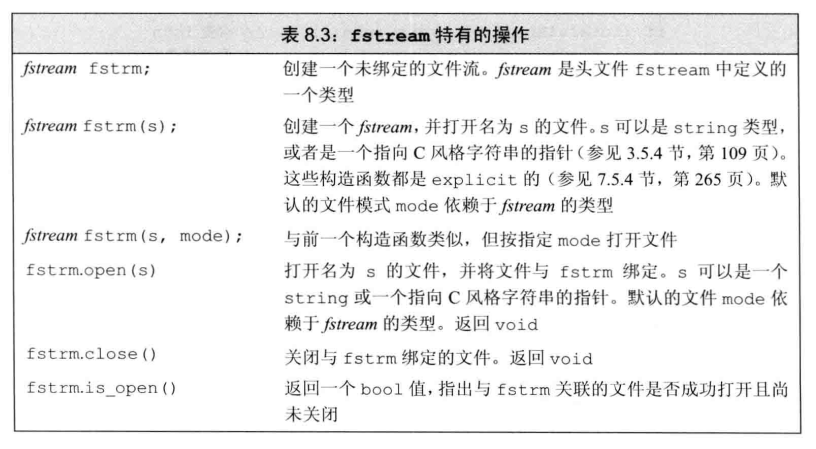 表 8.3：fstream 特有的操作
fstream fstrm; 创建一个未绑定的文件流。fstream 是头文件 fstream 中定义的
一个类型
fstream fstrm(s); 创建一个 fstream，并打开名为 s 的文件。s 可以是 string 类型，
或者是一个指向 C 风格字符串的指针（参见 3.5.4 节，第 109 页）。
这些构造函数都是 explicit 的（参见 7.5.4 节，第 265 页）。默
认的文件模式 mode 依赖于 fstream 的类型
fstream fstrm(s, mode); 与前一个构造函数类似，但按指定 mode 打开文件
fstrm.open(s) 打开名为 s 的文件，并将文件与 fstrm 绑定。s 可以是一个
string 或一个指向 C 风格字符串的指针。默认的文件 mode 依
赖于 fstream 的类型。返回 void
fstrm.close() 关闭与 fstrm 绑定的文件。返回 void
fstrm.is_open() 返回一个 bool 值，指出与 fstrm 关联的文件是否成功打开且尚
未关闭